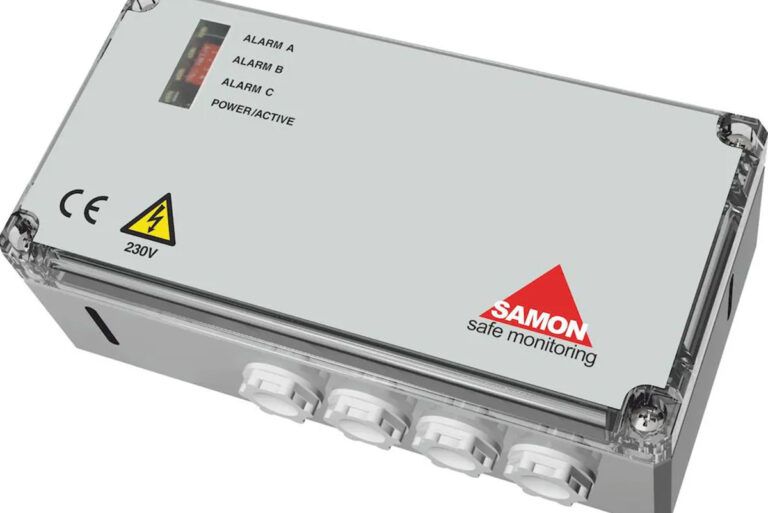 ALARM A
ALARM B
ALARM C
POWER/ACTIVE
CE
230V
SAMON
safe monitoring